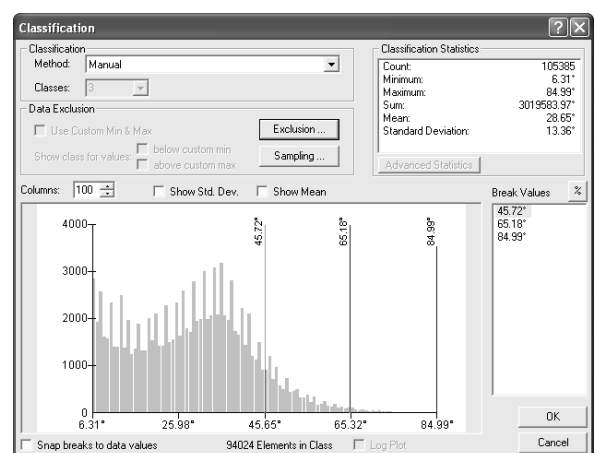 Classification
Classification
Method: Manual
Classes: 3
Data Exclusion
Use Custom Min & Max
Exclusion ...
Show class for values: below custom min
above custom max
Sampling ...
Classification Statistics
Count: 105385
Minimum: 6.31°
Maximum: 84.99°
Sum: 3019583.97°
Mean: 28.65°
Standard Deviation: 13.36°
Advanced Statistics
Columns: 100 Show Std. Dev. Show Mean
Break Values %
45.72°
65.18°
84.99°
45.72° 65.18° 84.99°
4000
3000
2000
1000
0
6.31° 25.98° 45.65° 65.32° 84.99°
OK
Cancel
Snap breaks to data values 94024 Elements in Class Log Plot